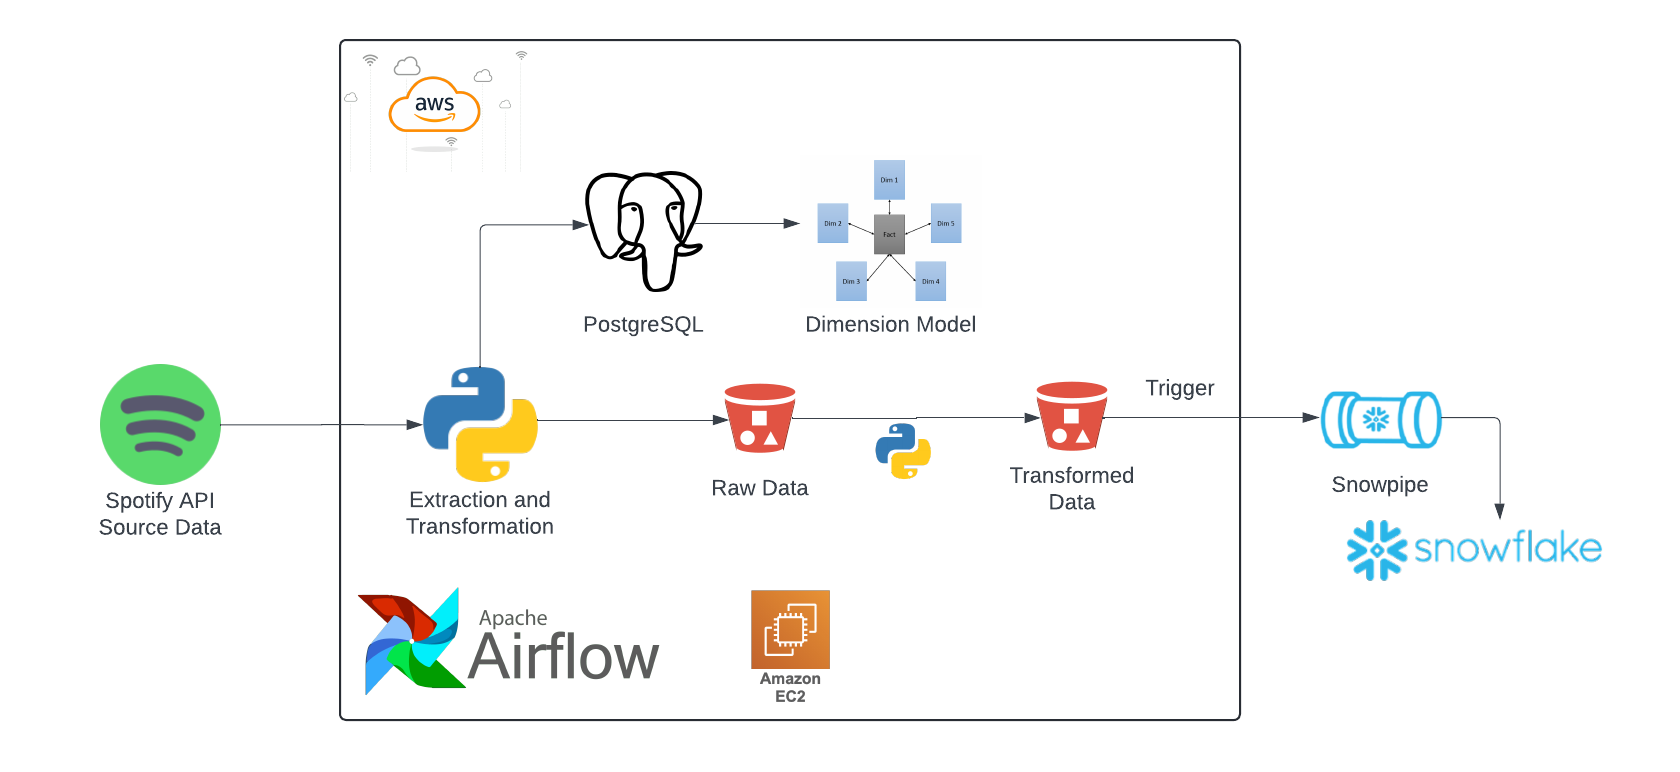 aws
Dim 1
Dim 2
Fact
Dim 5
Dim 3
Dim 4
PostgreSQL
Dimension Model
Trigger
Spotify API
Source Data
Extraction and
Transformation
Raw Data
Transformed
Data
Snowpipe
snowflake
Apache
Airflow
Amazon
EC2